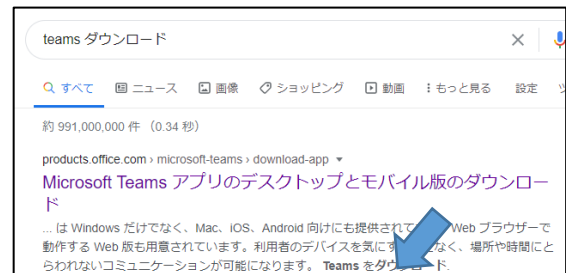 teams ダウンロード
すべて ニュース 画像 ショッピング 動画 もっと見る 設定
約 991,000,000 件 （0.34 秒）
products.office.com › microsoft-teams › download-app
Microsoft Teams アプリのデスクトップとモバイル版のダウンロー
ド
... は Windows だけでなく、Mac、iOS、Android 向けにも提供されて Web ブラウザーで
動作する Web 版も用意されています。利用者のデバイスを気に なく、場所や時間にと
らわれないコミュニケーションが可能になります。 Teams をダウ ド.